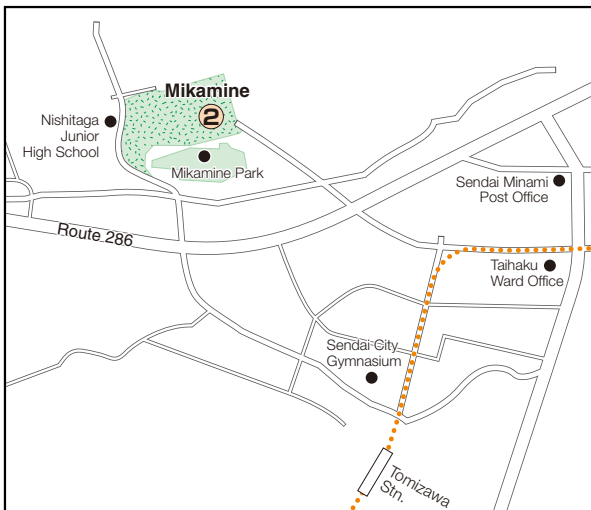 Mikamine
2
Nishitaga
Junior
High School
Mikamine Park
Sendai Minami
Post Office
Route 286
Taihaku
Ward Office
Sendai City
Gymnasium
Tomizawa
Stn.